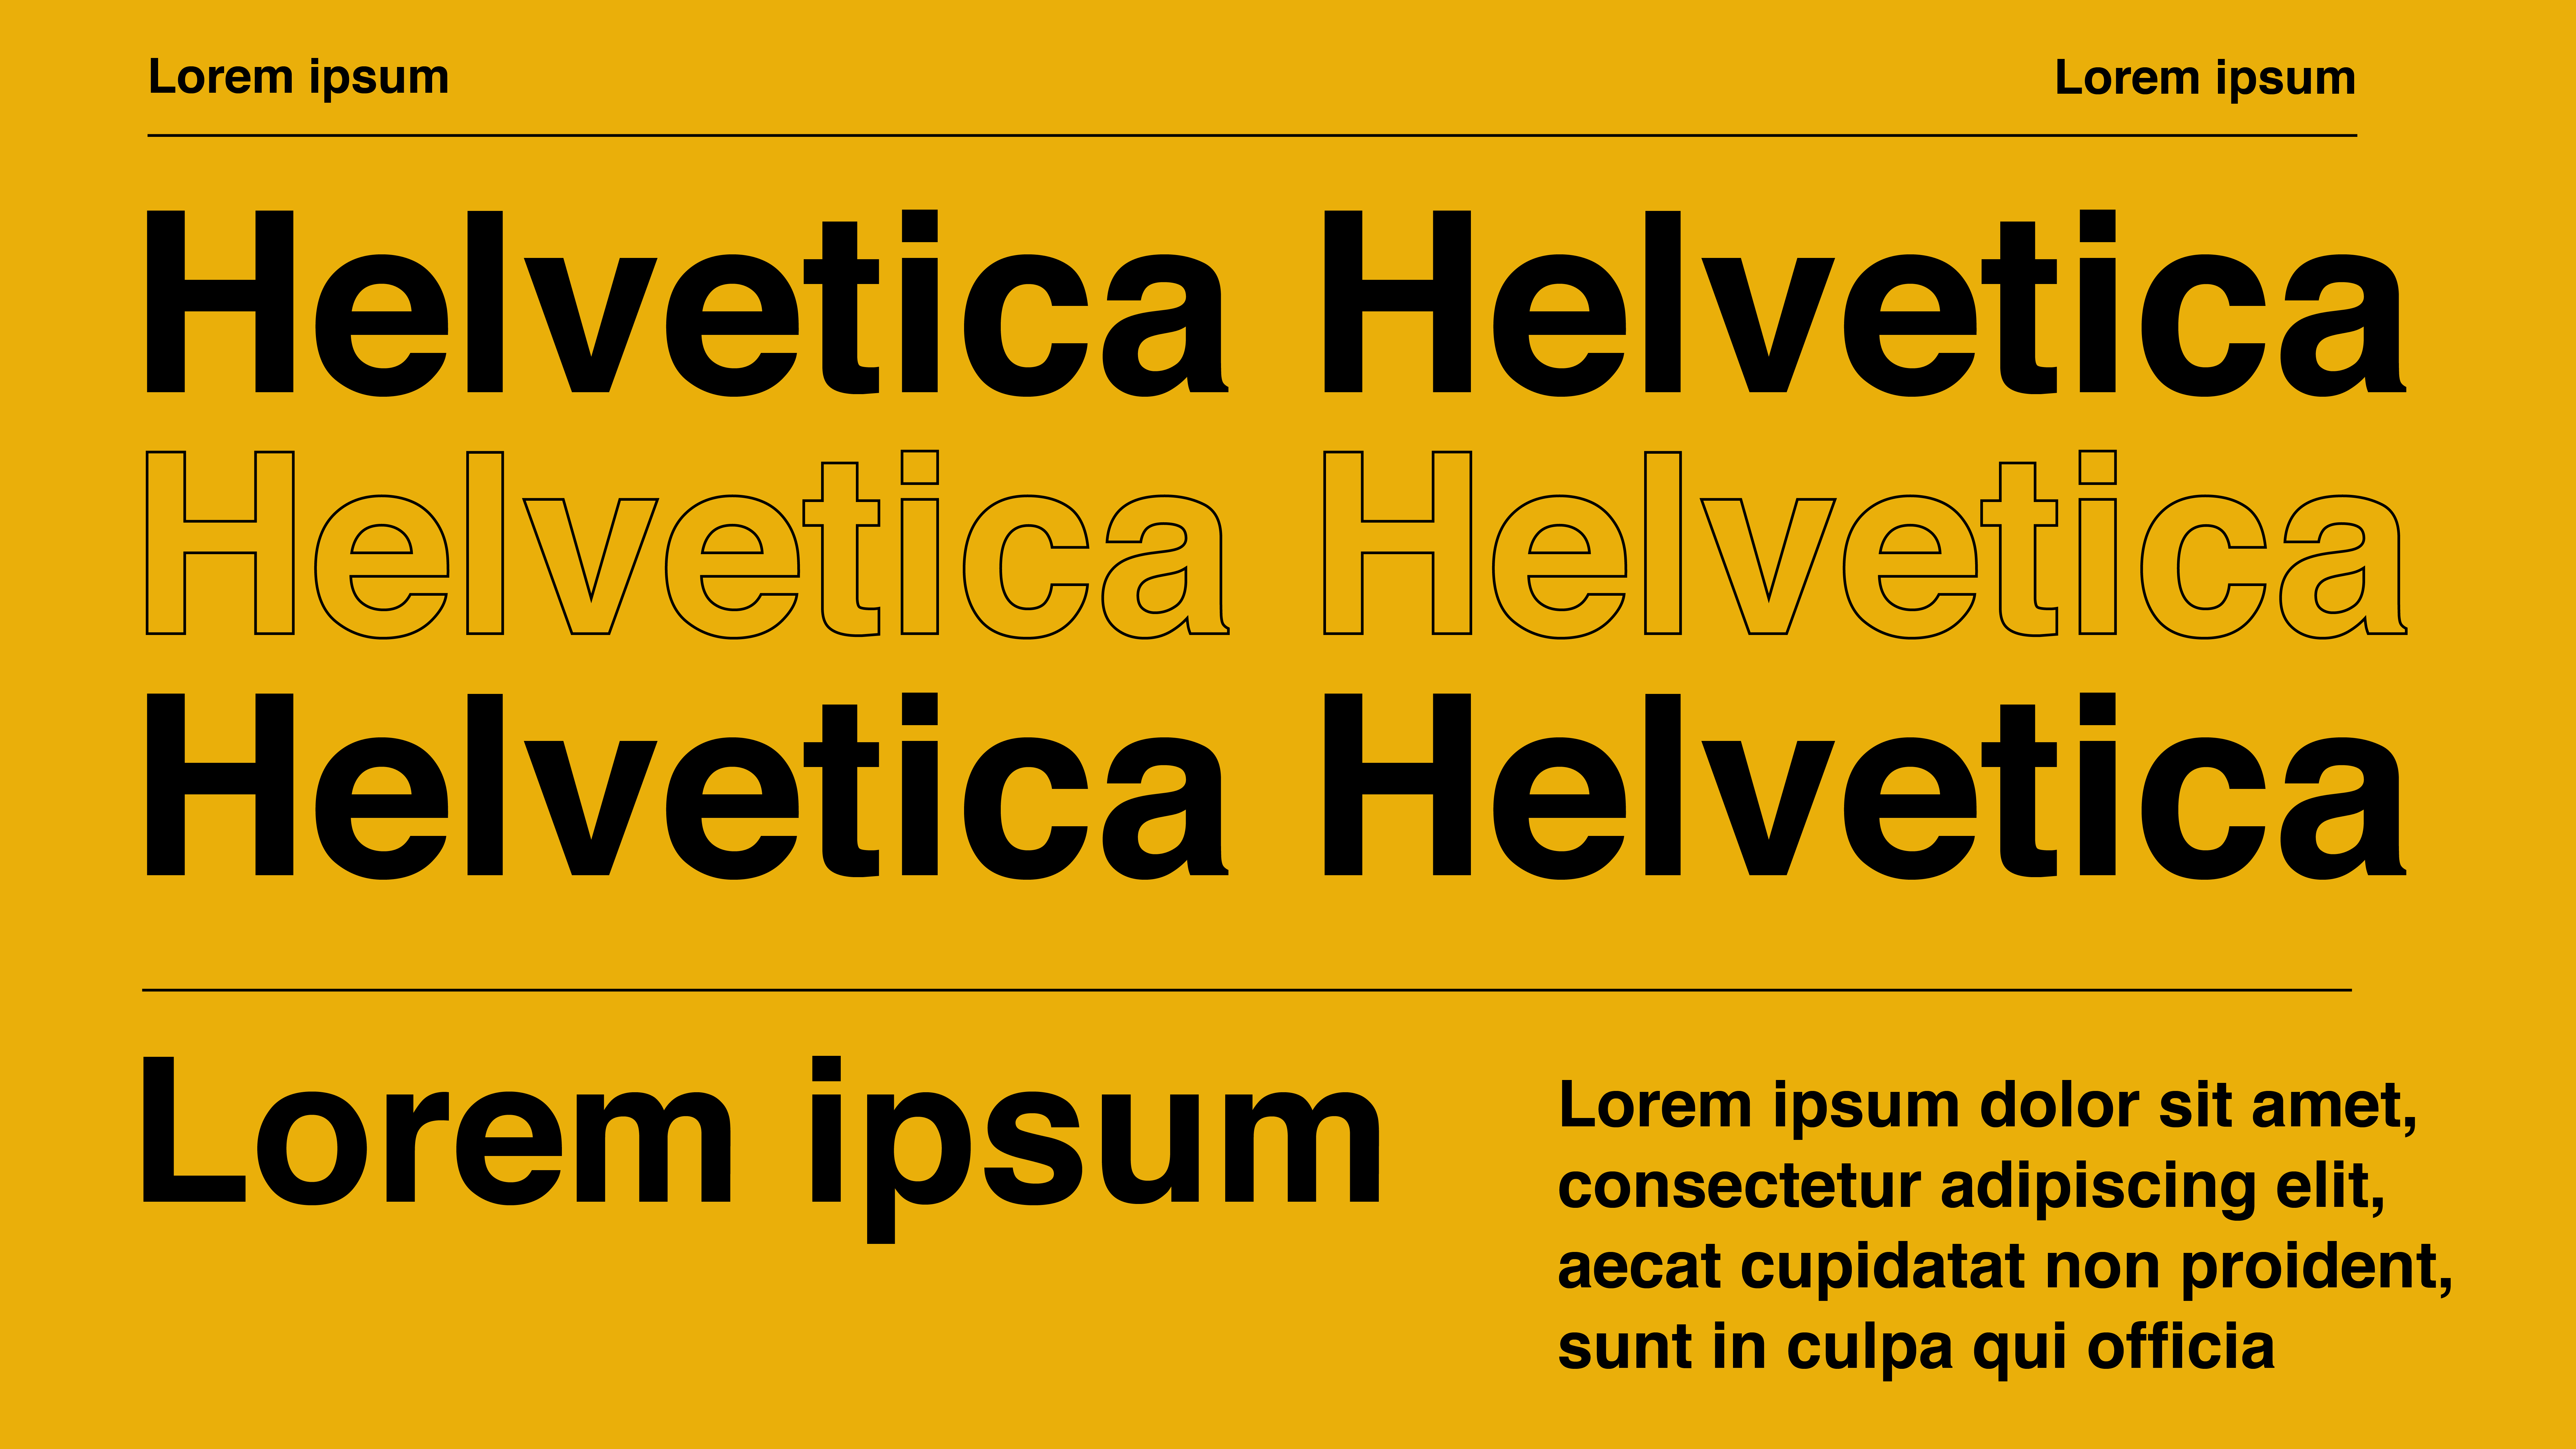 Lorem ipsum Lorem ipsum
Helvetica Helvetica
Helvetica Helvetica
Helvetica Helvetica
Lorem ipsum
Lorem ipsum dolor sit amet,
consectetur adipiscing elit,
aecat cupidatat non proident,
sunt in culpa qui officia